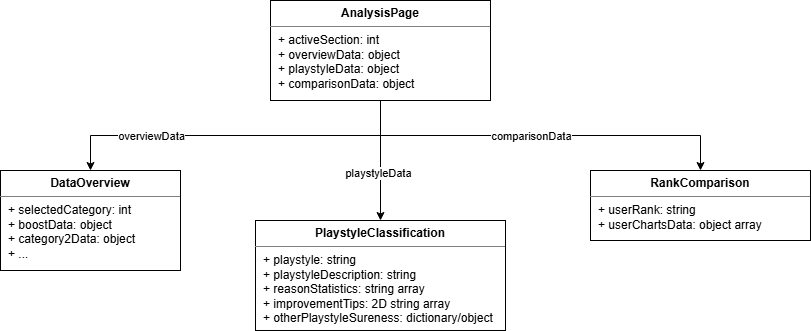 AnalysisPage
+ activeSection: int
+ overviewData: object
+ playstyleData: object
+ comparisonData: object
overviewData
comparisonData
playstyleData
DataOverview
+ selectedCategory: int
+ boostData: object
+ category2Data: object
+ ...
PlaystyleClassification
+ playstyle: string
+ playstyleDescription: string
+ reasonStatistics: string array
+ improvementTips: 2D string array
+ otherPlaystyleSureness: dictionary/object
RankComparison
+ userRank: string
+ userChartsData: object array